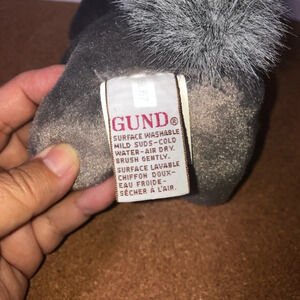 GUND®
SURFACE WASHABLE
MILD SUDS-COLD
WATER-AIR DRY.
BRUSH GENTLY.
SURFACE LAVABLE
CHIFFON DOUX-
EAU FROIDE-
SÉCHER A L'AIR.